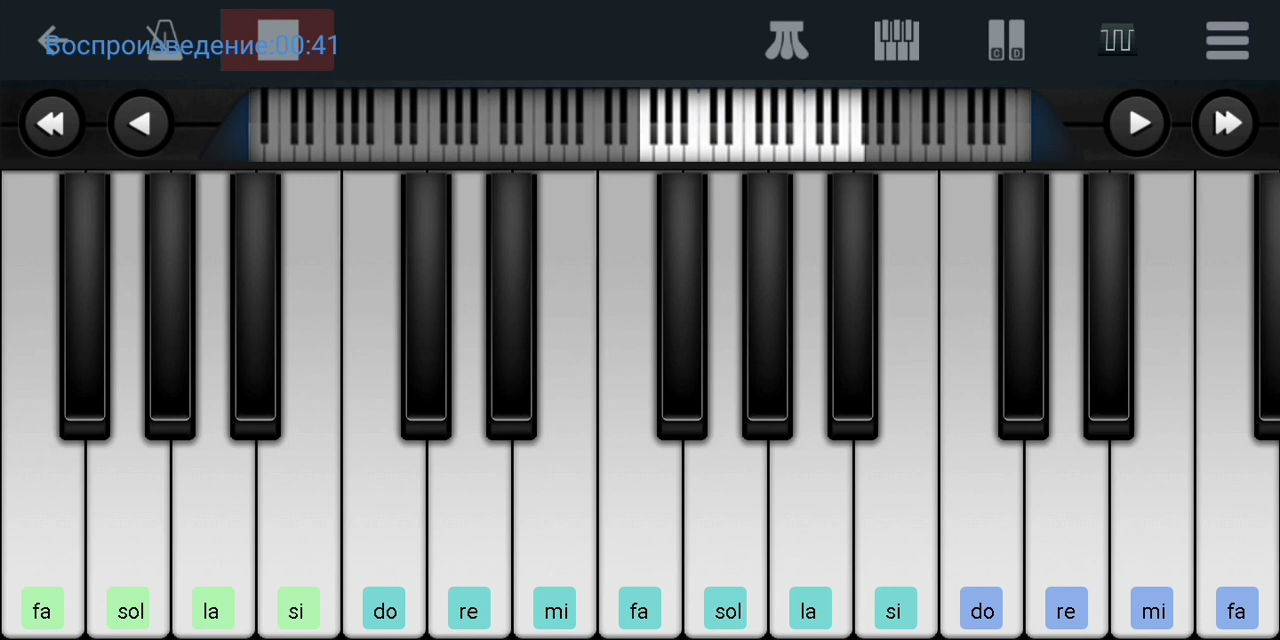 Воспроизведение:00:41
C D
fa sol la si do re mi fa sol la si do re mi fa